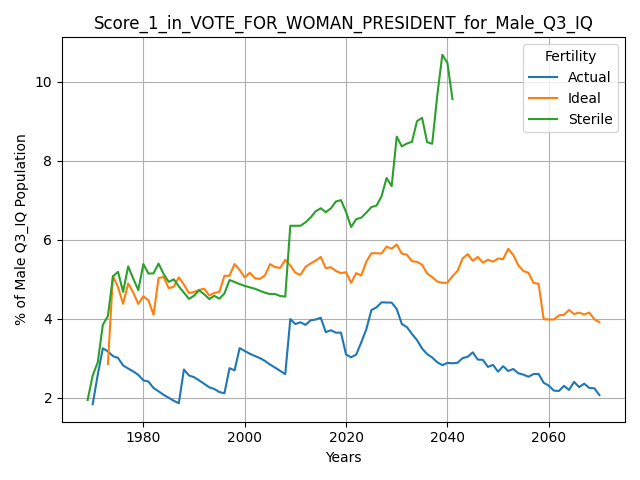 Score_1_in_VOTE_FOR_WOMAN_PRESIDENT_for_Male_Q3_IQ
Fertility
Actual
Ideal
Sterile
% of Male Q3_IQ Population
10
8
6
4
2
1980 2000 2020 2040 2060
Years